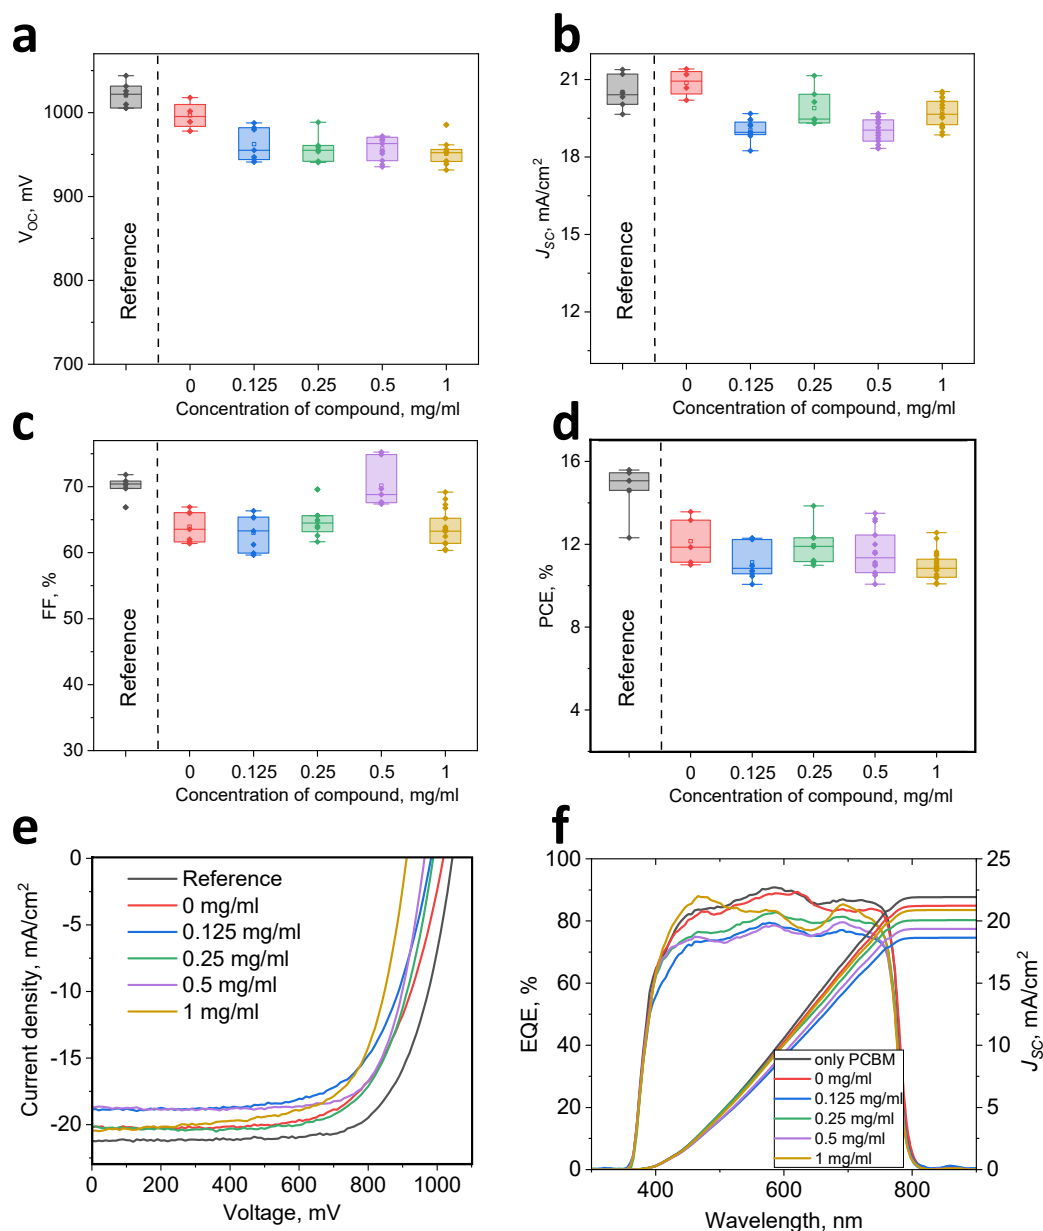 a
1000
900
800
700
V_OC, mV
Reference
0 0.125 0.25 0.5 1
Concentration of compound, mg/ml
b
21
18
15
12
J_SC, mA/cm²
Reference
0 0.125 0.25 0.5 1
Concentration of compound, mg/ml
c
70
60
50
40
30
FF, %
Reference
0 0.125 0.25 0.5 1
Concentration of compound, mg/ml
d
16
12
8
4
PCE, %
Reference
0 0.125 0.25 0.5 1
Concentration of compound, mg/ml
e
0
-5
-10
-15
-20
Current density, mA/cm²
Reference
0 mg/ml
0.125 mg/ml
0.25 mg/ml
0.5 mg/ml
1 mg/ml
0 200 400 600 800 1000
Voltage, mV
f
100
80
60
40
20
0
EQE, %
only PCBM
0 mg/ml
0.125 mg/ml
0.25 mg/ml
0.5 mg/ml
1 mg/ml
25
20
15
10
5
0
J_SC, mA/cm²
400 600 800
Wavelength, nm